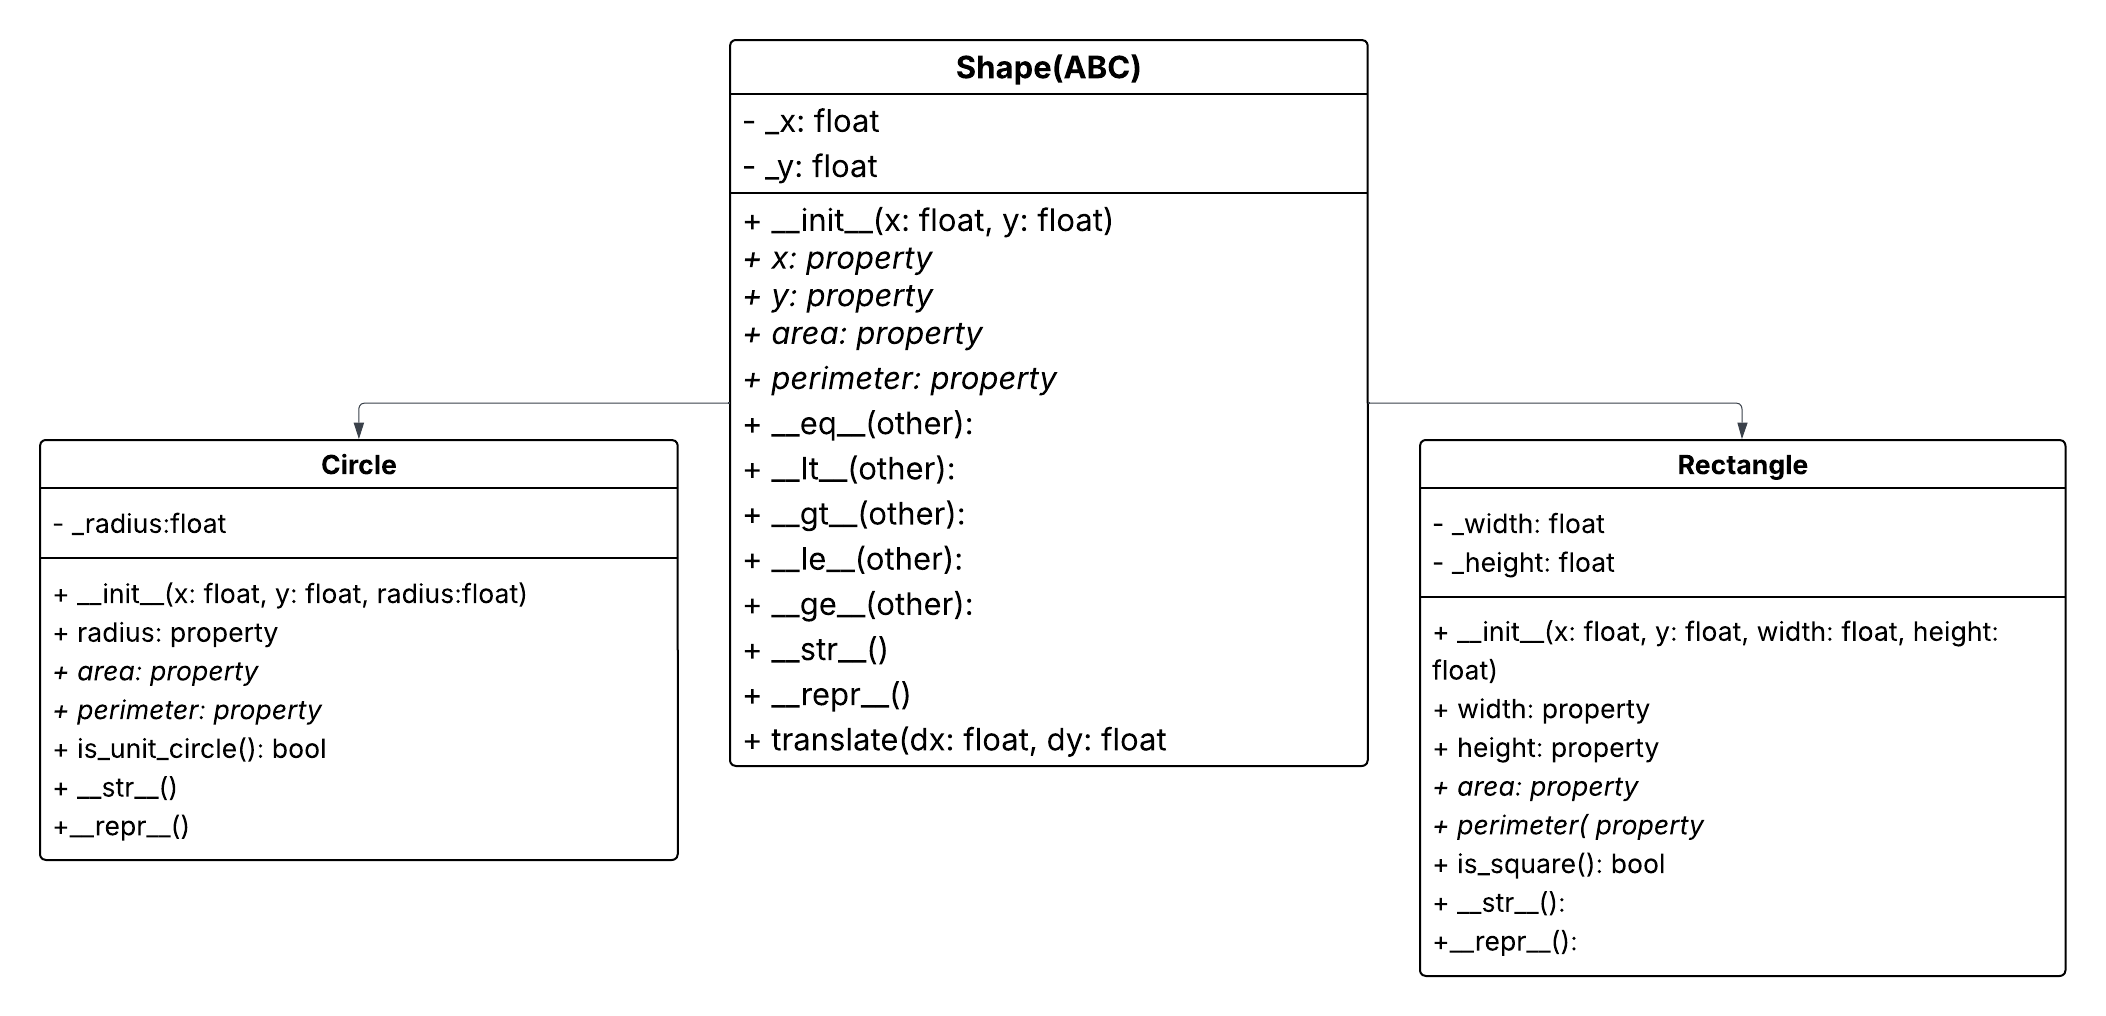 Shape(ABC)
- _x: float
- _y: float
+ __init__(x: float, y: float)
+ x: property
+ y: property
+ area: property
+ perimeter: property
+ __eq__(other):
+ __lt__(other):
+ __gt__(other):
+ __le__(other):
+ __ge__(other):
+ __str__()
+ __repr__()
+ translate(dx: float, dy: float
Circle
- _radius:float
+ __init__(x: float, y: float, radius:float)
+ radius: property
+ area: property
+ perimeter: property
+ is_unit_circle(): bool
+ __str__()
+__repr__()
Rectangle
- _width: float
- _height: float
+ __init__(x: float, y: float, width: float, height:
float)
+ width: property
+ height: property
+ area: property
+ perimeter( property
+ is_square(): bool
+ __str__():
+__repr__():